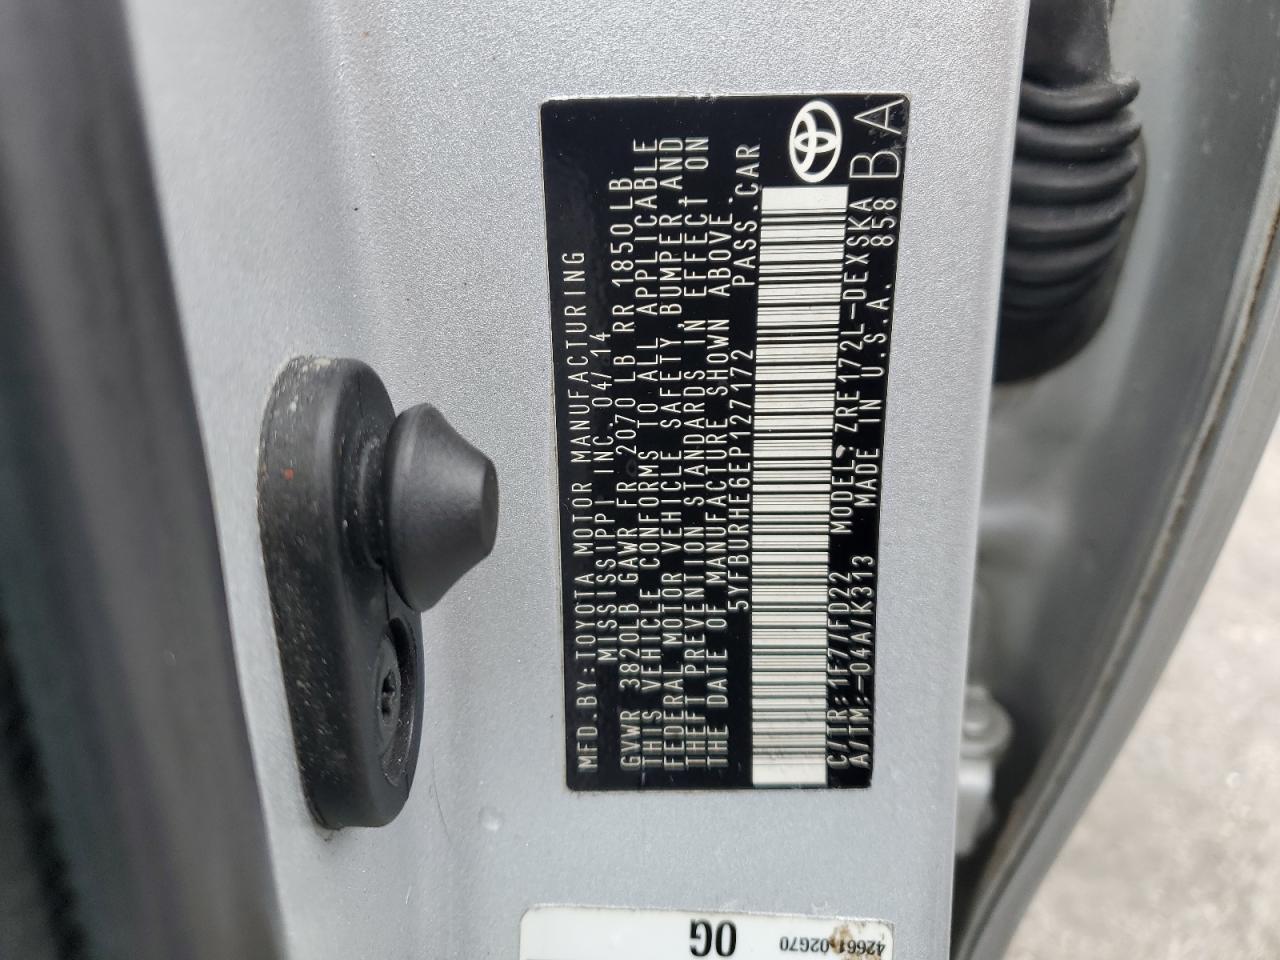 MFD.BY:TOYOTA MOTOR MANUFACTURING
MISSISSIPPI INC. 04/14
GVWR 3820LB GAWR FR 2070 LB RR 1850LB
THIS VEHICLE CONFORMS TO ALL APPLICABLE
FEDERAL MOTOR VEHICLE SAFETY, BUMPER, AND
THEFT PREVENTION STANDARDS IN EFFECT ON
THE DATE OF MANUFACTURE SHOWN ABOVE.
5YFBURHE6EP127172 PASS.CAR
C/TR:1F7/FD22 MODEL:ZRE172L-DEXSKA
A/TM:-04A/K313 MADE IN U.S.A. 858
BA
42661-02G70
0G